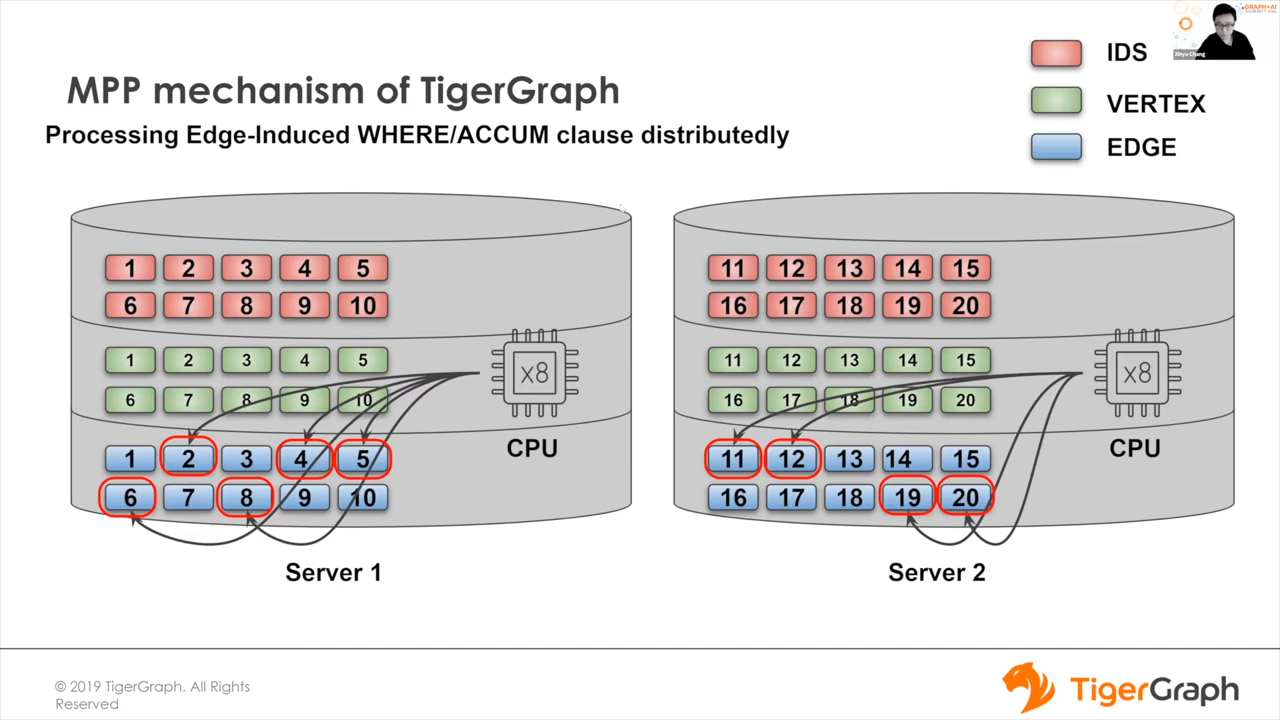 GRAPH+AI
Xinyu Chang
IDS
MPP mechanism of TigerGraph
VERTEX
Processing Edge-Induced WHERE/ACCUM clause distributedly
EDGE
1 2 3 4 5
6 7 8 9 10
1 2 3 4 5
6 7 8 9 10
x8
CPU
1 2 3 4 5
6 7 8 9 10
Server 1
11 12 13 14 15
16 17 18 19 20
11 12 13 14 15
16 17 18 19 20
x8
CPU
11 12 13 14 15
16 17 18 19 20
Server 2
© 2019 TigerGraph. All Rights
Reserved
TigerGraph